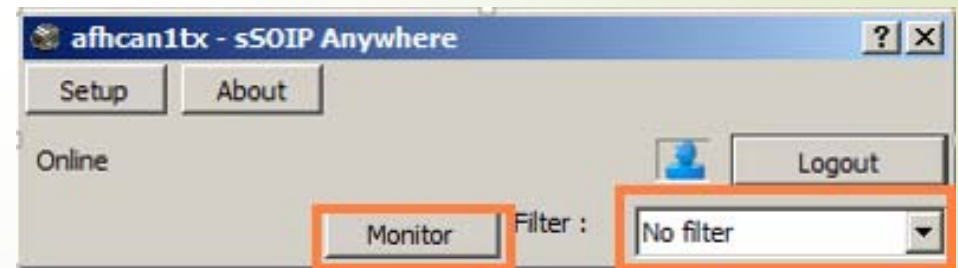 afhcan1tx - sSOIP Anywhere ? X
Setup About
Online Logout
Monitor Filter : No filter